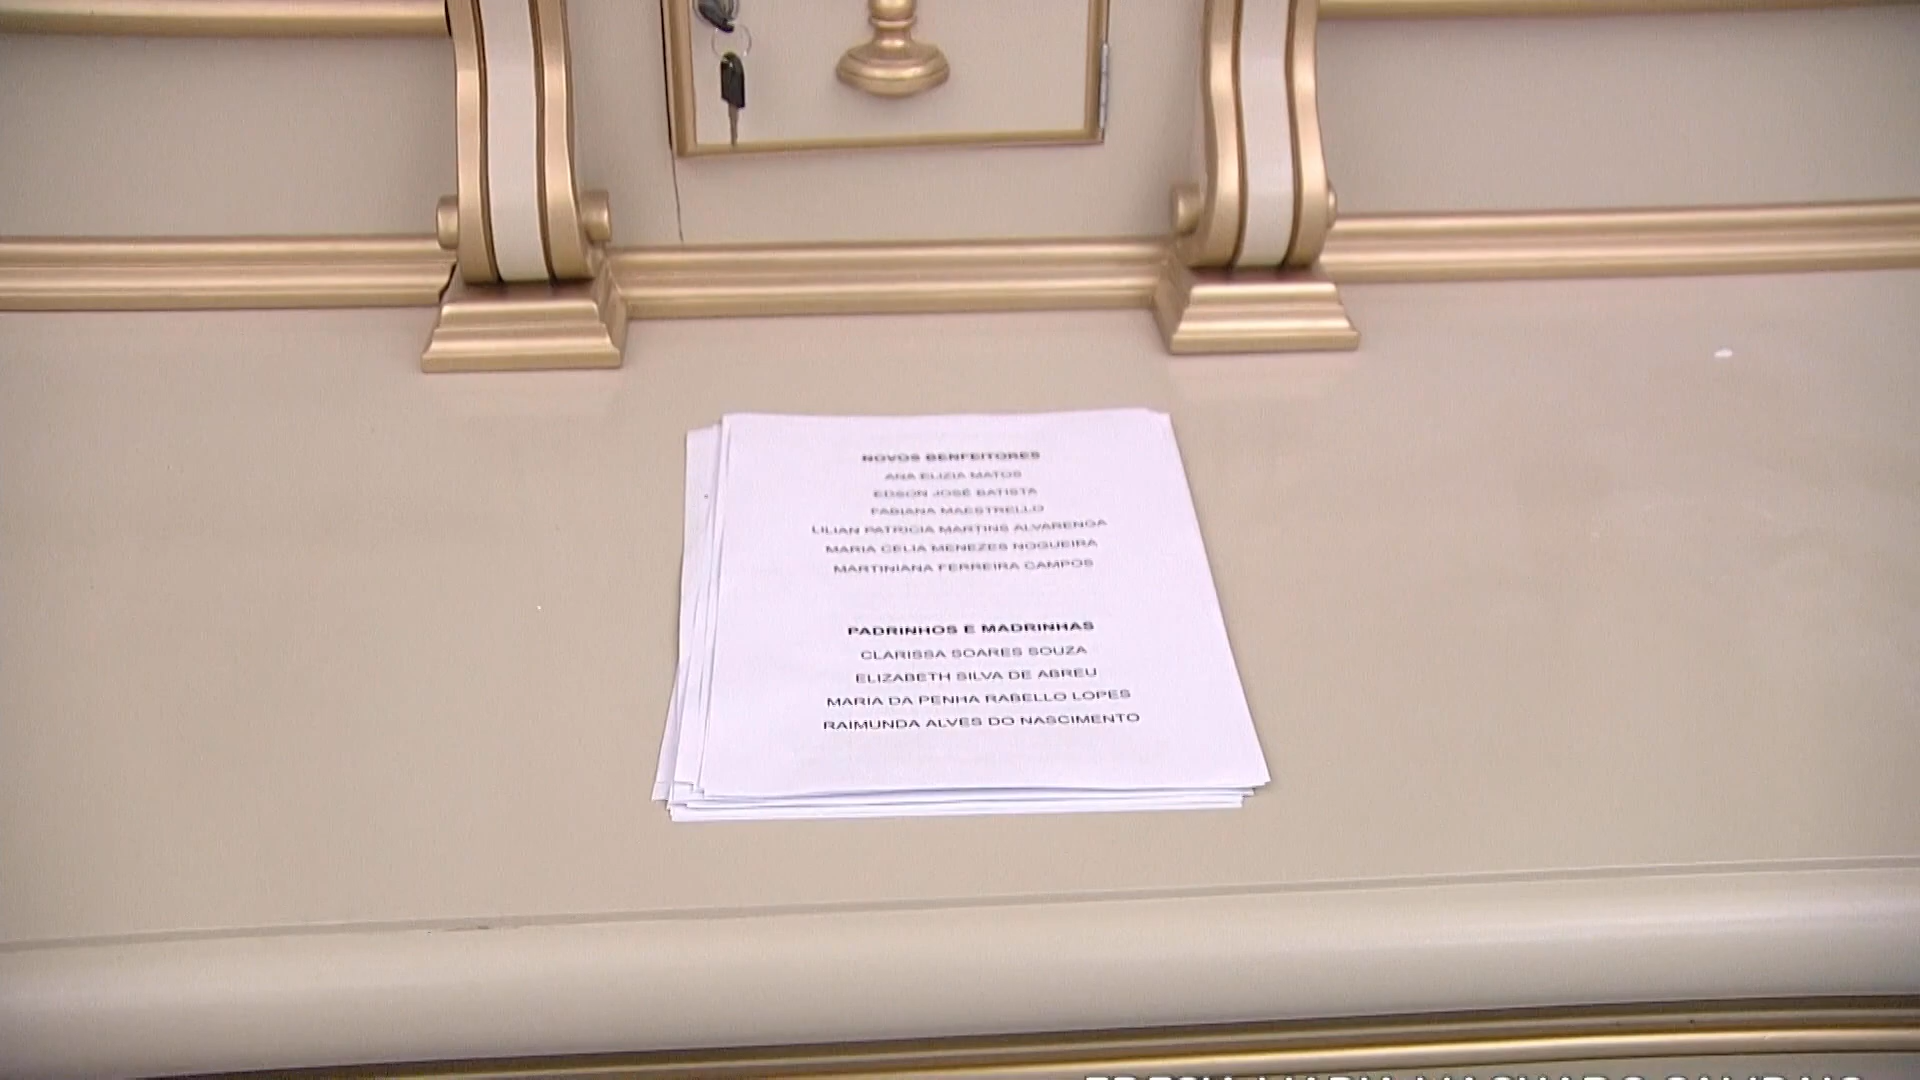 NOVOS BENFEITORES
ANA ELIZIA MATOS
EDSON JOSÉ BATISTA
FABIANA MAESTRELLO
LILIAN PATRICIA MARTINS ALVARENGA
MARIA CELIA MENEZES NOGUEIRA
MARTINIANA FERREIRA CAMPOS
PADRINHOS E MADRINHAS
CLARISSA SOARES SOUZA
ELIZABETH SILVA DE ABREU
MARIA DA PENHA RABELLO LOPES
RAIMUNDA ALVES DO NASCIMENTO